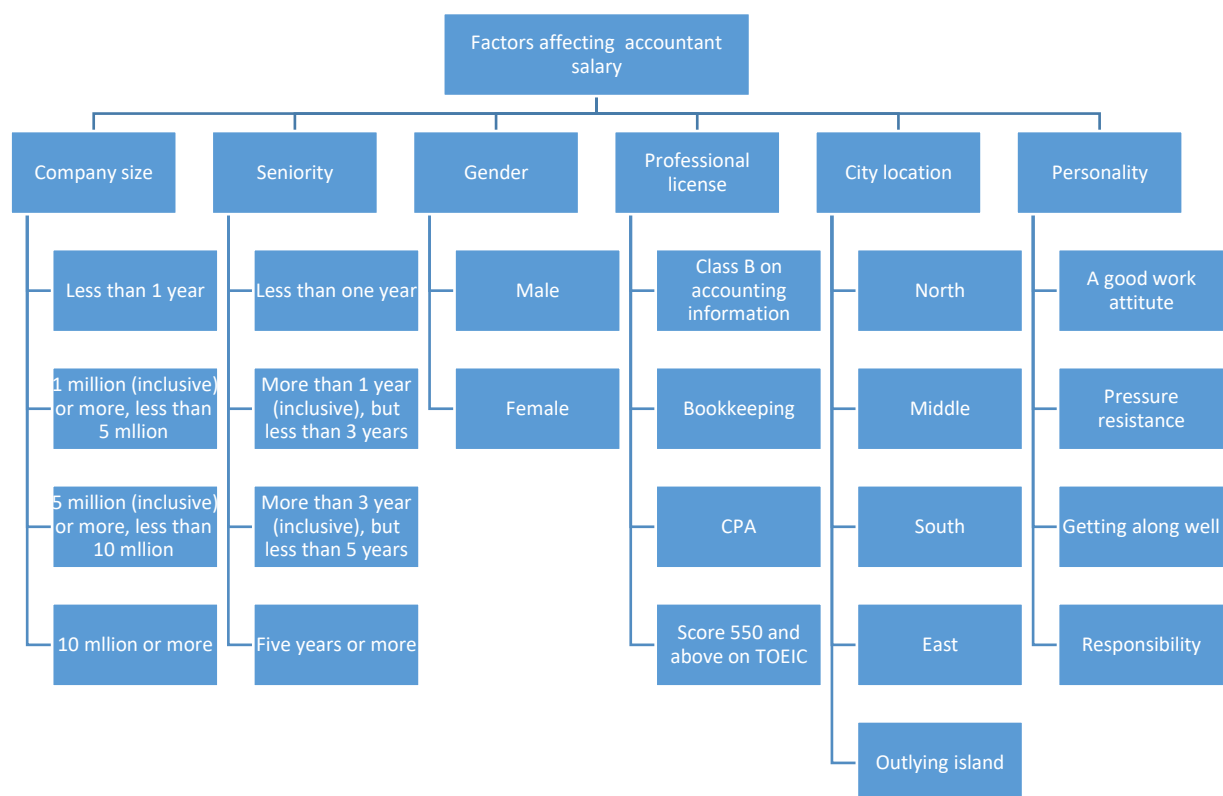 Factors affecting accountant
salary
Company size
Seniority
Gender
Professional
license
City location
Personality
Less than 1 year
1 million (inclusive)
or more, less than
5 mllion
5 million (inclusive)
or more, less than
10 mllion
10 mllion or more
Less than one year
More than 1 year
(inclusive), but
less than 3 years
More than 3 year
(inclusive), but
less than 5 years
Five years or more
Male
Female
Class B on
accounting
information
Bookkeeping
CPA
Score 550 and
above on TOEIC
North
Middle
South
East
Outlying island
A good work
attitute
Pressure
resistance
Getting along well
Responsibility